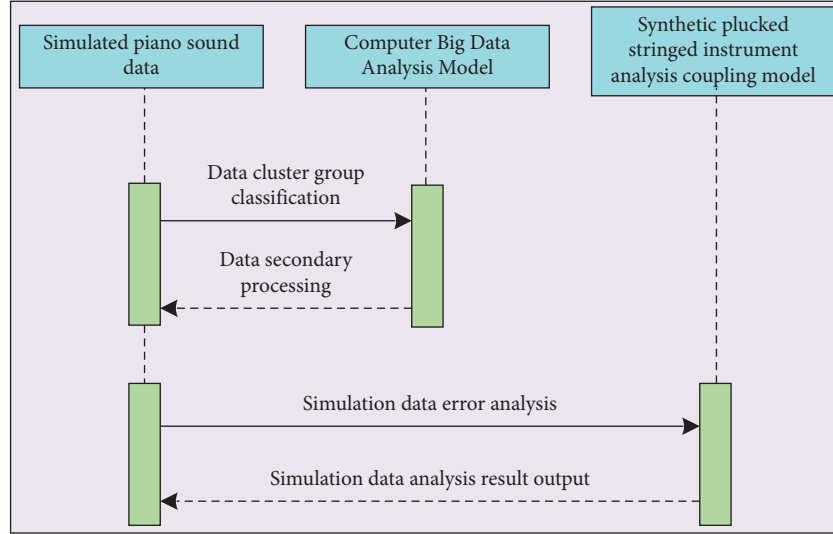 Simulated piano sound
data
Computer Big Data
Analysis Model
Synthetic plucked
stringed instrument
analysis coupling model
Data cluster group
classification
Data secondary
processing
Simulation data error analysis
Simulation data analysis result output